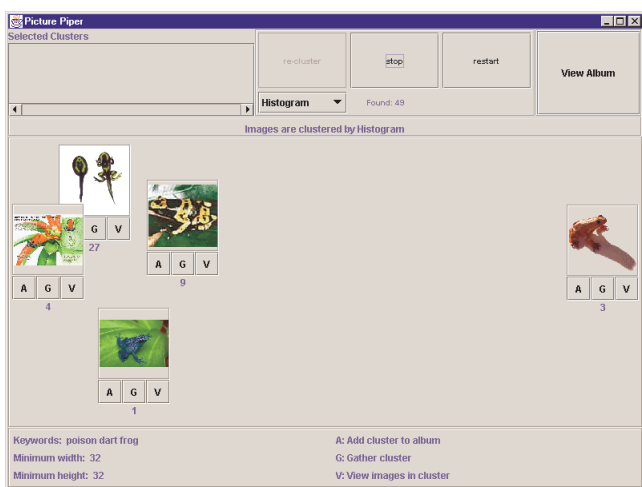 Picture Piper
Selected Clusters
re-cluster
stop
restart
View Album
Histogram
Found: 49
Images are clustered by Histogram
G V
27
A G V
4
A G V
9
A G V
3
A G V
1
Keywords: poison dart frog
Minimum width: 32
Minimum height: 32
A: Add cluster to album
G: Gather cluster
V: View images in cluster